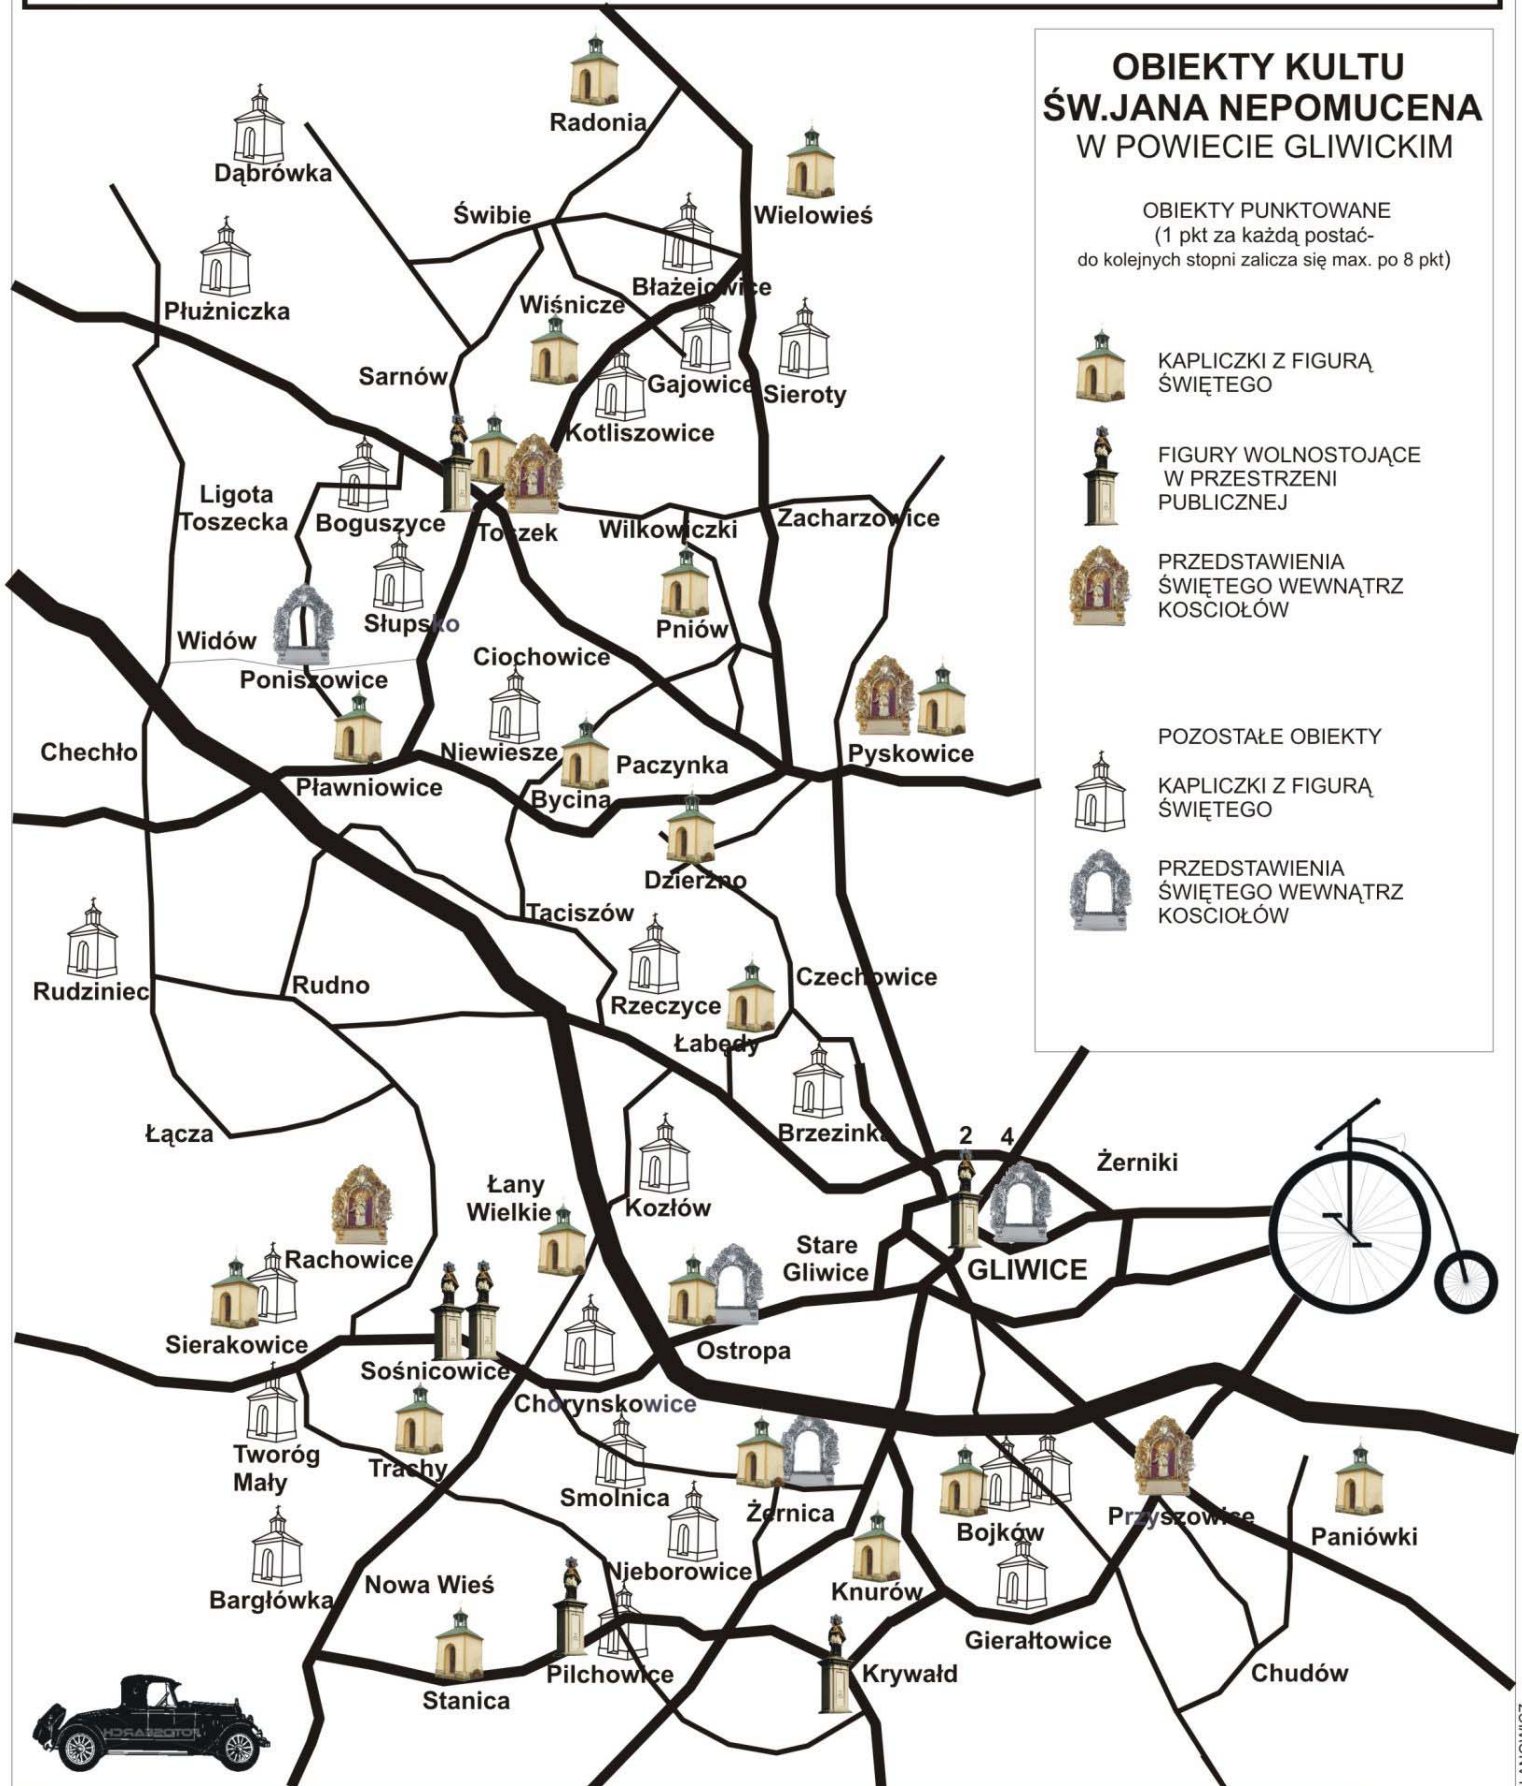 OBIEKTY KULTU
ŚW.JANA NEPOMUCENA
W POWIECIE GLIWICKIM
OBIEKTY PUNKTOWANE
(1 pkt za każdą postać-
do kolejnych stopni zalicza się max. po 8 pkt)
KAPLICZKI Z FIGURĄ
ŚWIĘTEGO
FIGURY WOLNOSTOJĄCE
W PRZESTRZENI
PUBLICZNEJ
PRZEDSTAWIENIA
ŚWIĘTEGO WEWNĄTRZ
KOSCIOŁÓW
POZOSTAŁE OBIEKTY
KAPLICZKI Z FIGURĄ
ŚWIĘTEGO
PRZEDSTAWIENIA
ŚWIĘTEGO WEWNĄTRZ
KOSCIOŁÓW
Radonia
Dąbrówka
Świbie
Wielowieś
Błażejowice
Płużniczka
Wiśnicze
Sarnów
Gajowice
Sieroty
Kotliszowice
Ligota
Toszecka
Boguszyce
Toszek
Wilkowiczki
Zacharzowice
Słupsko
Pniów
Widów
Ciochowice
Poniszowice
Chechło
Niewiesze
Paczynka
Pyskowice
Pławniowice
Bycina
Dzierżno
Taciszów
Rudziniec
Rudno
Czechowice
Rzeczyce
Łabędy
Łącza
Brzezinka
2 4
Żerniki
Łany
Wielkie
Kozłów
Rachowice
Stare
Gliwice
GLIWICE
Sierakowice
Sośnicowice
Ostropa
Chorynskowice
Tworóg
Mały
Trachy
Smolnica
Żernica
Bojków
Przyszowice
Paniówki
Bargłówka
Nowa Wieś
Nieborowice
Knurów
Gierałtowice
Stanica
Pilchowice
Krywałd
Chudów